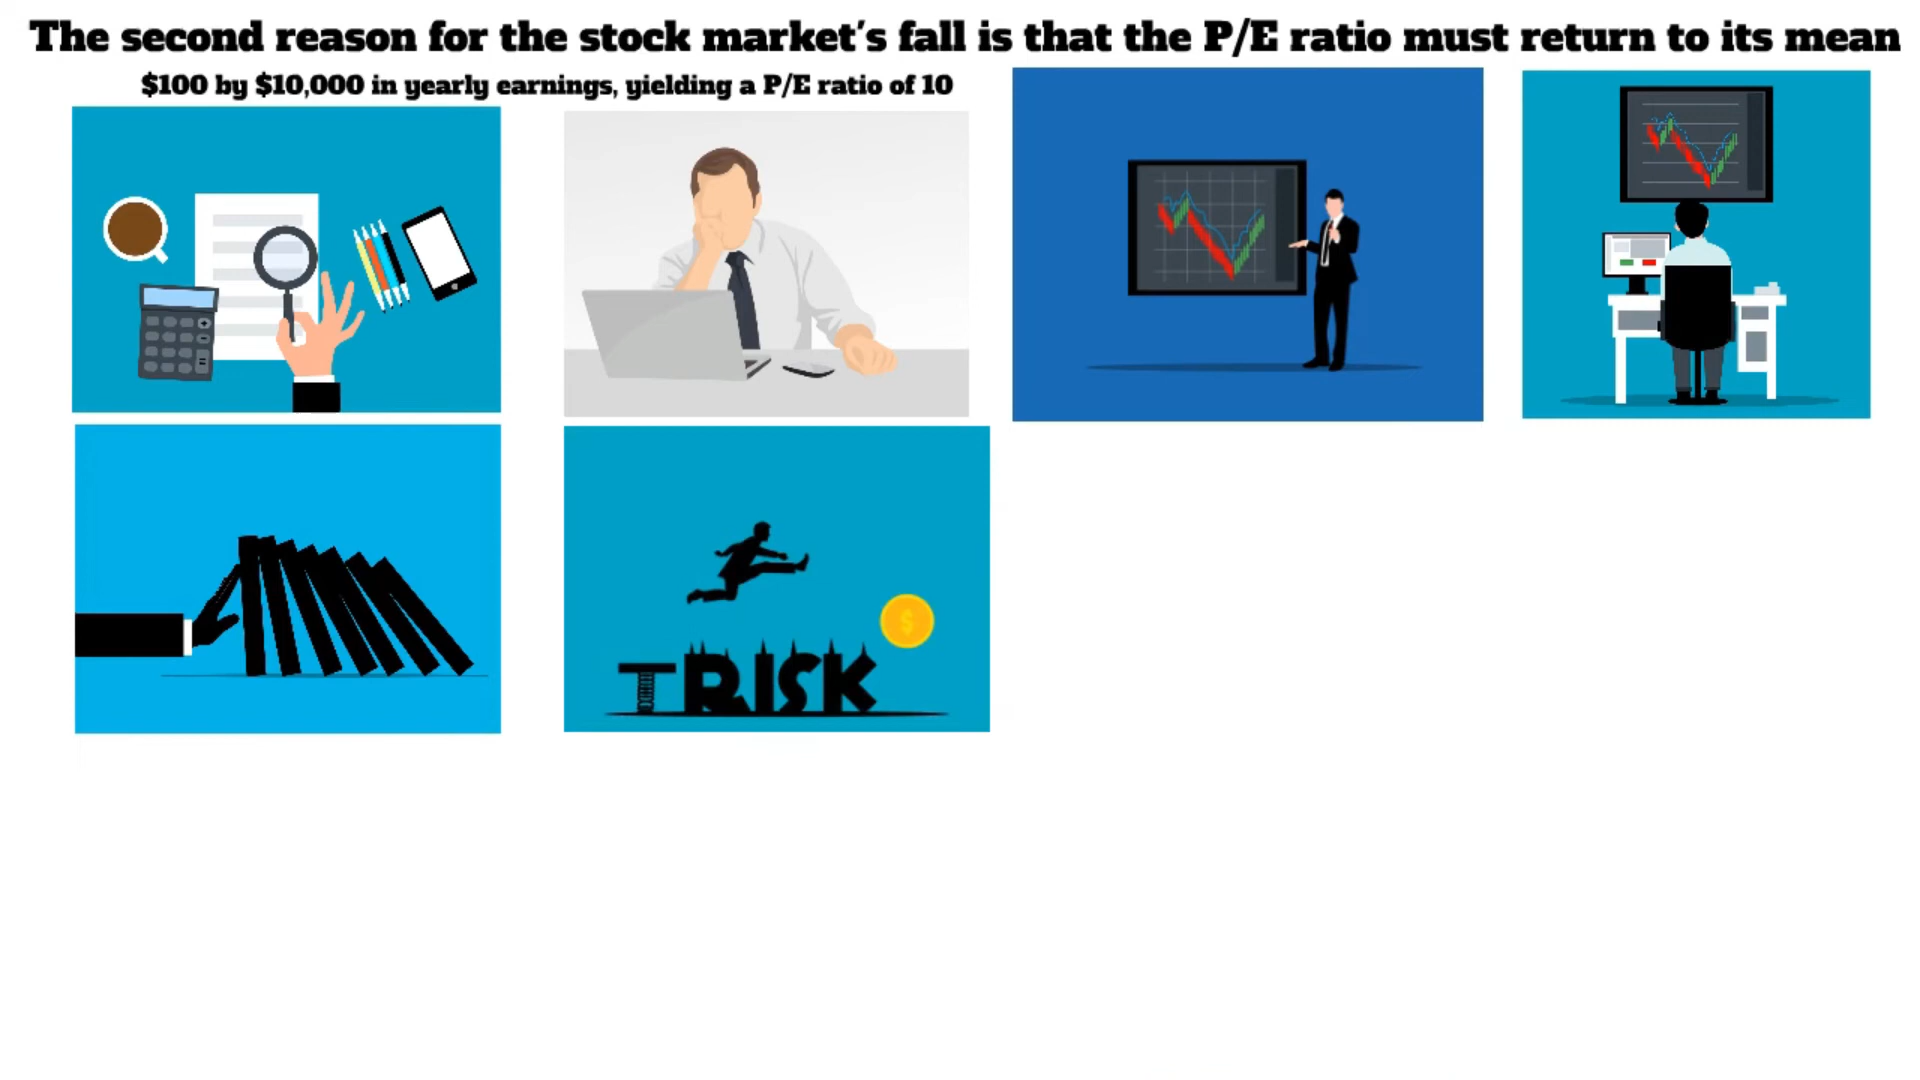 The second reason for the stock market's fall is that the P/E ratio must return to its mean
$100 by $10,000 in yearly earnings, yielding a P/E ratio of 10
$
RISK